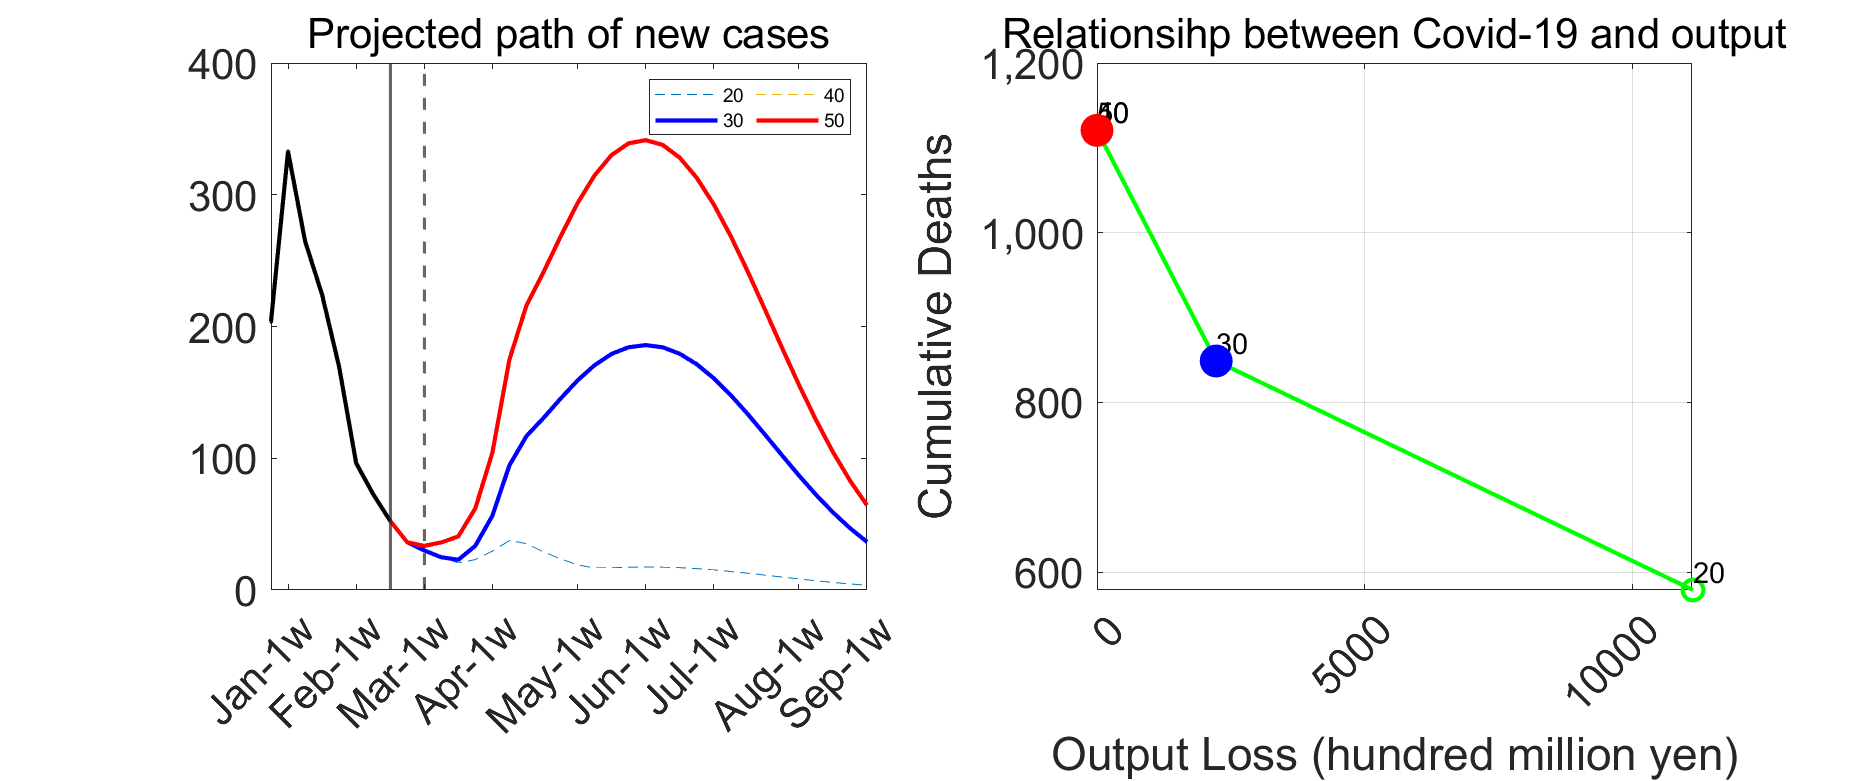 Projected path of new cases
400
300
200
100
0
20
40
30
50
Jan-1w
Feb-1w
Mar-1w
Apr-1w
May-1w
Jun-1w
Jul-1w
Aug-1w
Sep-1w
Relationsihp between Covid-19 and output
1,200
1,000
800
600
Cumulative Deaths
50
30
20
0
5000
10000
Output Loss (hundred million yen)